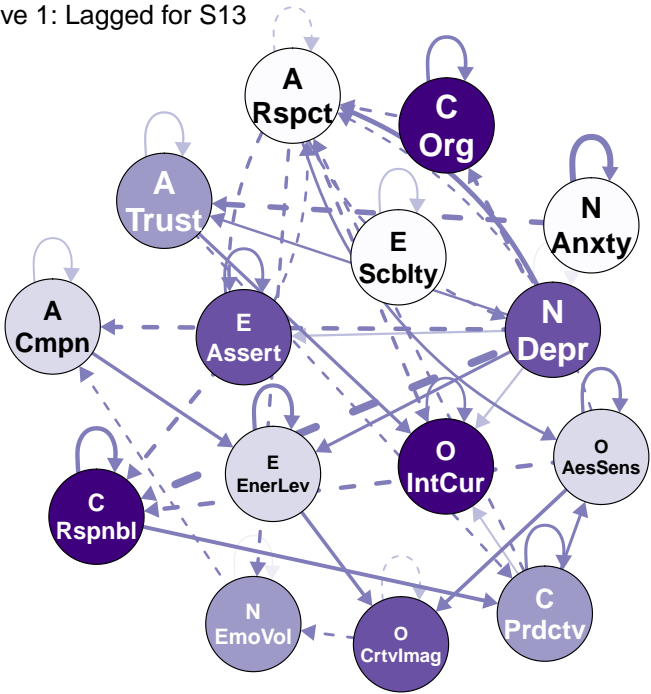 ve 1: Lagged for S13
A
Rspct
C
Org
A
Trust
N
Anxty
E
Scblty
A
Cmpn
E
Assert
N
Depr
E
EnerLev
O
IntCur
O
AesSens
C
Rspnbl
N
EmoVol
O
CrtvImag
C
Prdctv